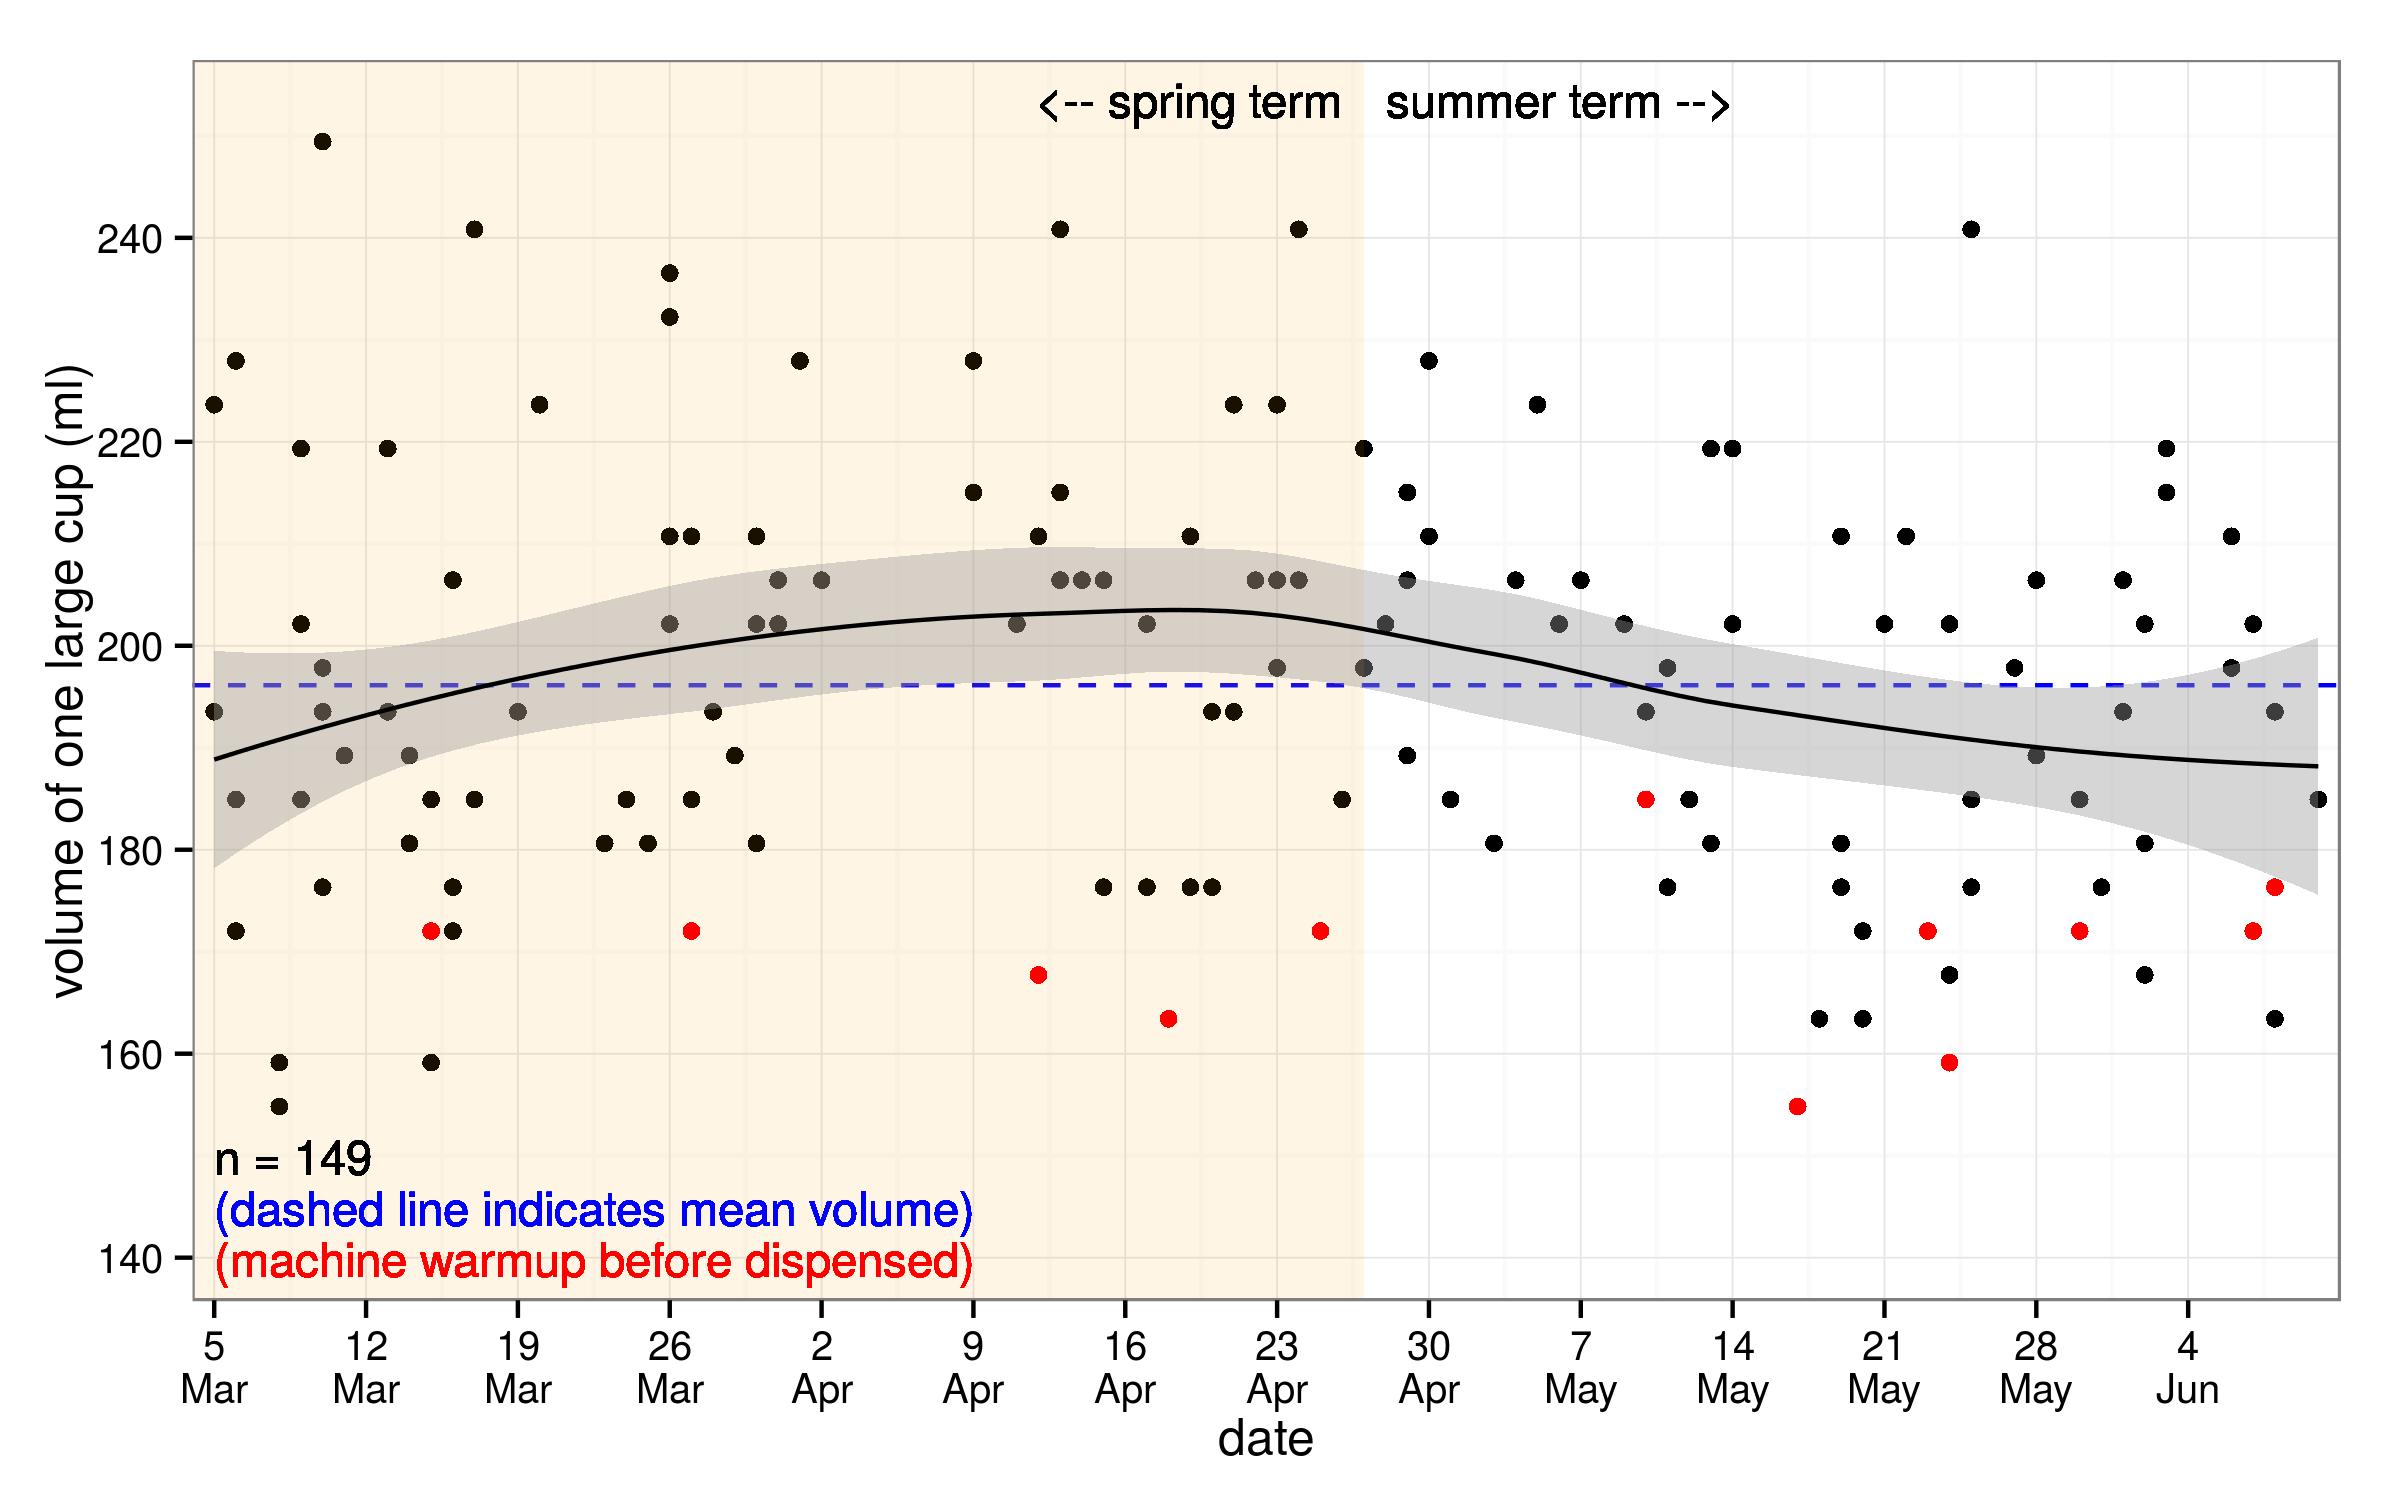 <-- spring term
summer term -->
240
220
200
180
160
140
volume of one large cup (ml)
n = 149
(dashed line indicates mean volume)
(machine warmup before dispensed)
5 12 19 26 2 9 16 23 30 7 14 21 28 4
Mar Mar Mar Mar Apr Apr Apr Apr Apr May May May May Jun
date